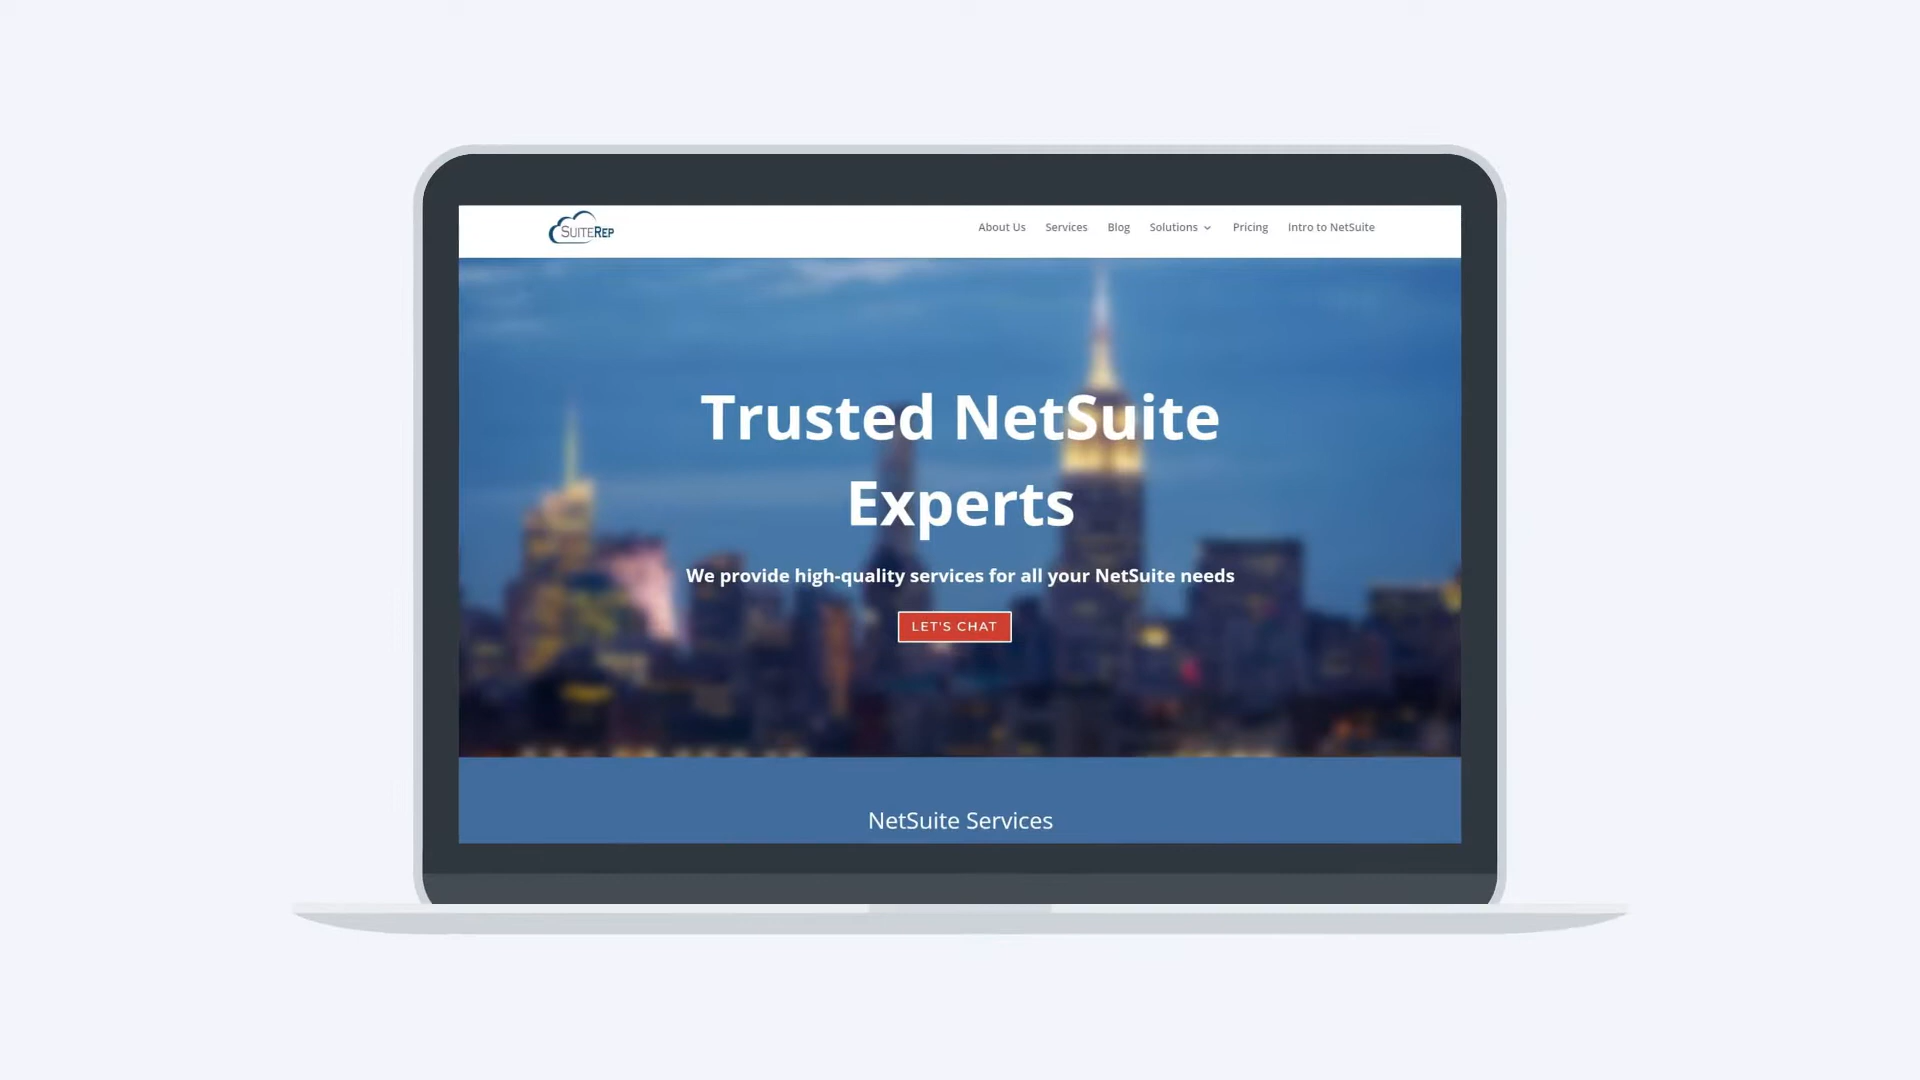 SUITEREP
About Us Services Blog Solutions Pricing Intro to NetSuite
Trusted NetSuite
Experts
We provide high-quality services for all your NetSuite needs
LET'S CHAT
NetSuite Services